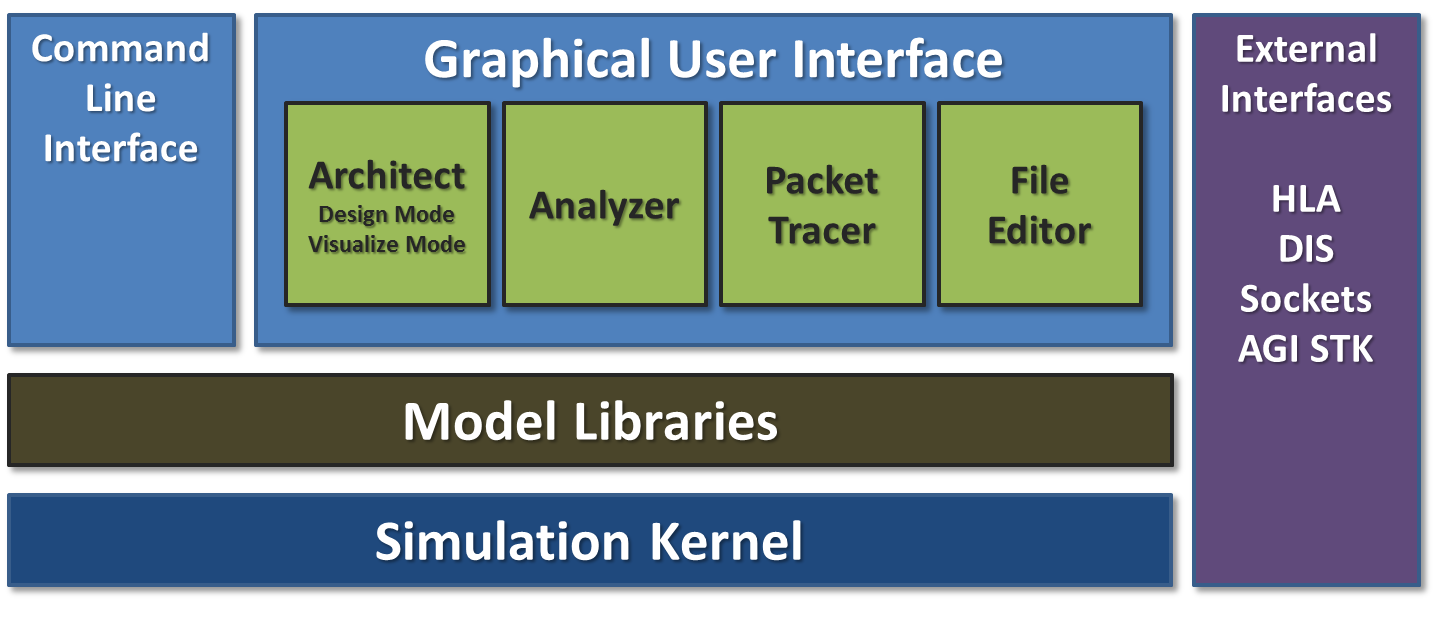 Command
Line
Interface
Graphical User Interface
Architect
Design Mode
Visualize Mode
Analyzer
Packet
Tracer
File
Editor
External
Interfaces
HLA
DIS
Sockets
AGI STK
Model Libraries
Simulation Kernel